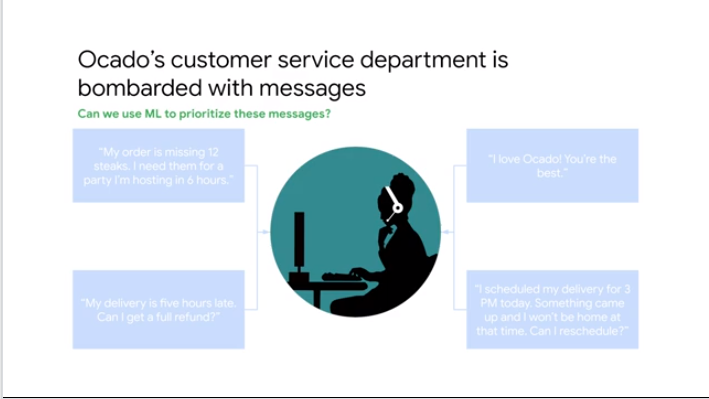 Ocado’s customer service department is
bombarded with messages
Can we use ML to prioritize these messages?
“My order is missing 12
steaks. I need them for a
party I’m hosting in 6 hours.”
“I love Ocado! You’re the
best.”
“My delivery is five hours late.
Can I get a full refund?”
“I scheduled my delivery for 3
PM today. Something came
up and I won’t be home at
that time. Can I reschedule?”